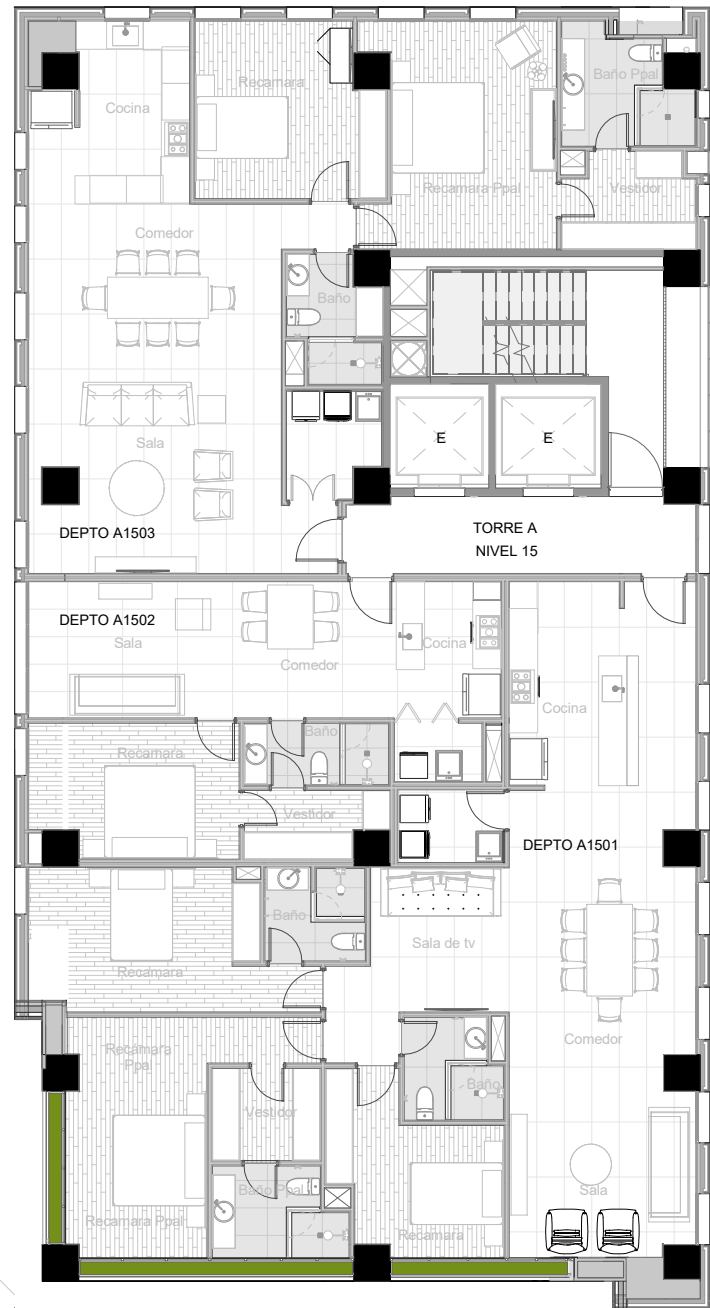 Recamara
Baño Ppal
Cocina
Recamara Ppal
Vestidor
Comedor
Baño
Sala
E
E
DEPTO A1503
TORRE A
NIVEL 15
DEPTO A1502
Sala
Cocina
Comedor
Cocina
Recamara
Baño
Vestidor
DEPTO A1501
Baño
Sala de tv
Recamara
Comedor
Recámara
Ppal
Baño
Vestidor
Sala
Baño Ppal
Recamara Ppal
Recamara